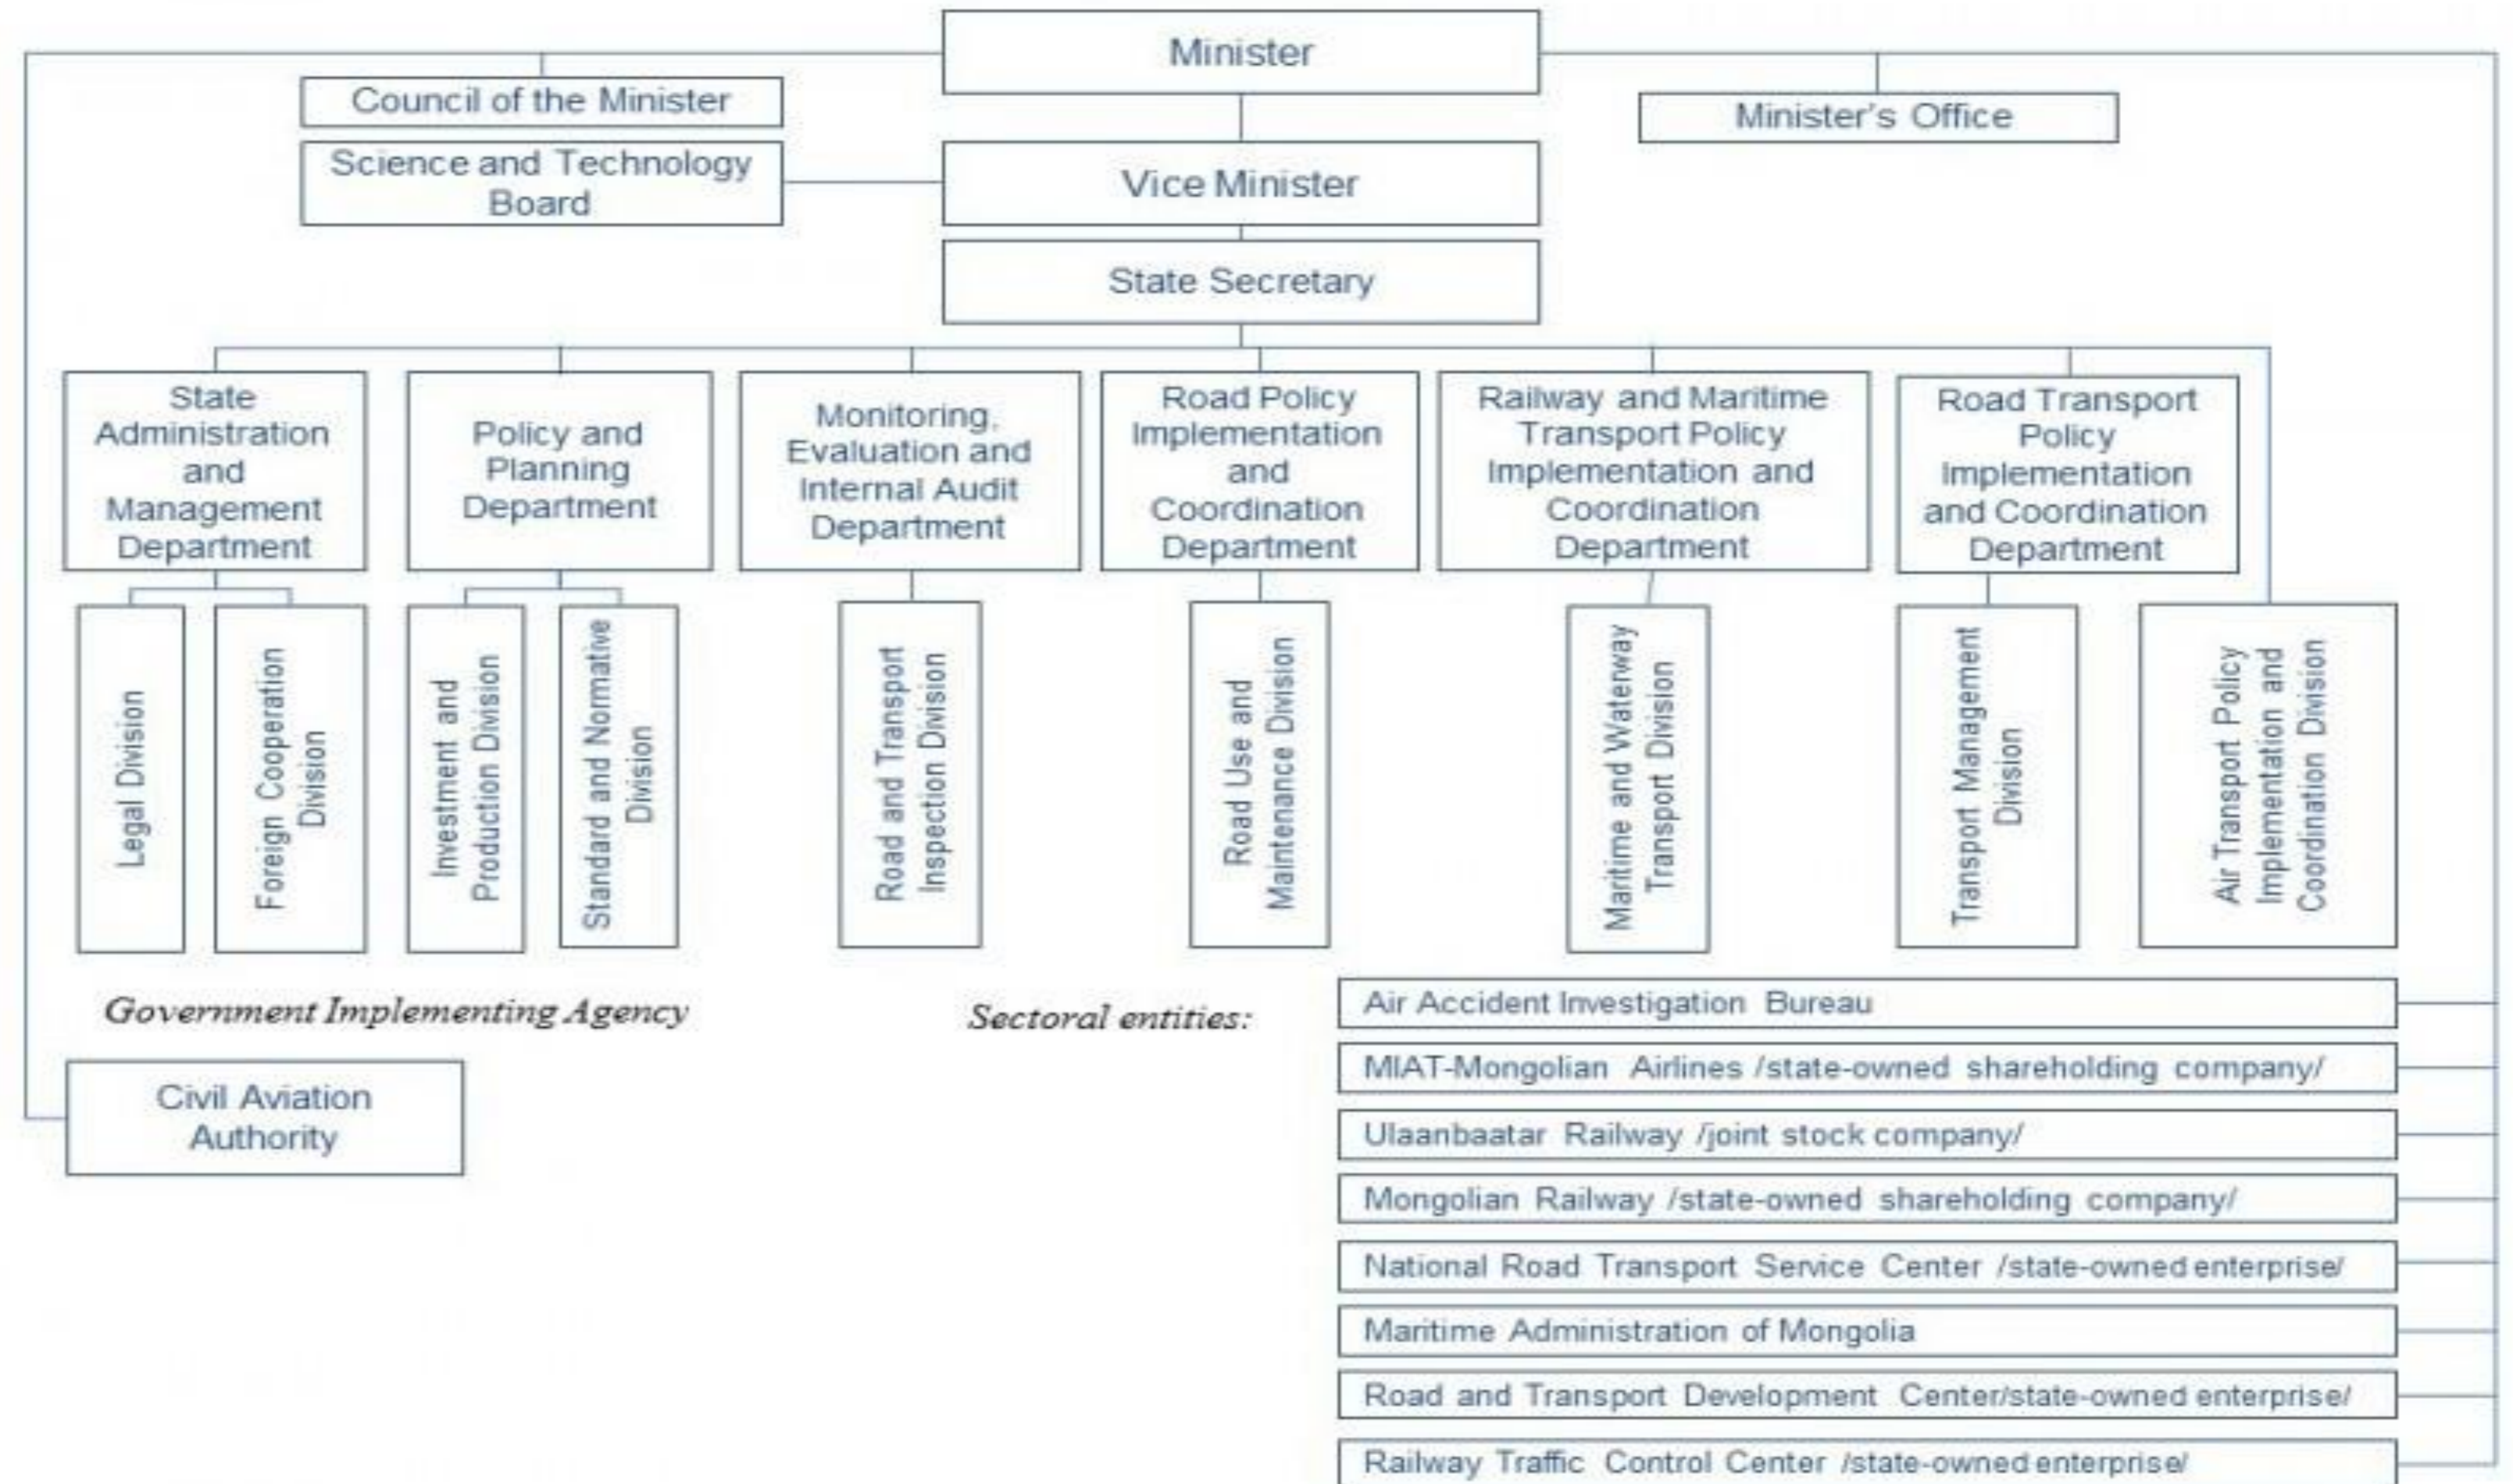 Minister
Council of the Minister
Minister's Office
Science and Technology
Board
Vice Minister
State Secretary
State
Administration
and
Management
Department
Policy and
Planning
Department
Monitoring,
Evaluation and
Internal Audit
Department
Road Policy
Implementation
and
Coordination
Department
Railway and Maritime
Transport Policy
Implementation and
Coordination
Department
Road Transport
Policy
Implementation
and Coordination
Department
Legal Division
Foreign Cooperation
Division
Investment and
Production Division
Standard and Normative
Division
Road and Transport
Inspection Division
Road Use and
Maintenance Division
Maritime and Waterway
Transport Division
Transport Management
Division
Air Transport Policy
Implementation and
Coordination Division
Government Implementing Agency
Civil Aviation
Authority
Sectoral entities:
Air Accident Investigation Bureau
MIAT-Mongolian Airlines /state-owned shareholding company/
Ulaanbaatar Railway /joint stock company/
Mongolian Railway /state-owned shareholding company/
National Road Transport Service Center /state-owned enterprise/
Maritime Administration of Mongolia
Road and Transport Development Center/state-owned enterprise/
Railway Traffic Control Center /state-owned enterprise/